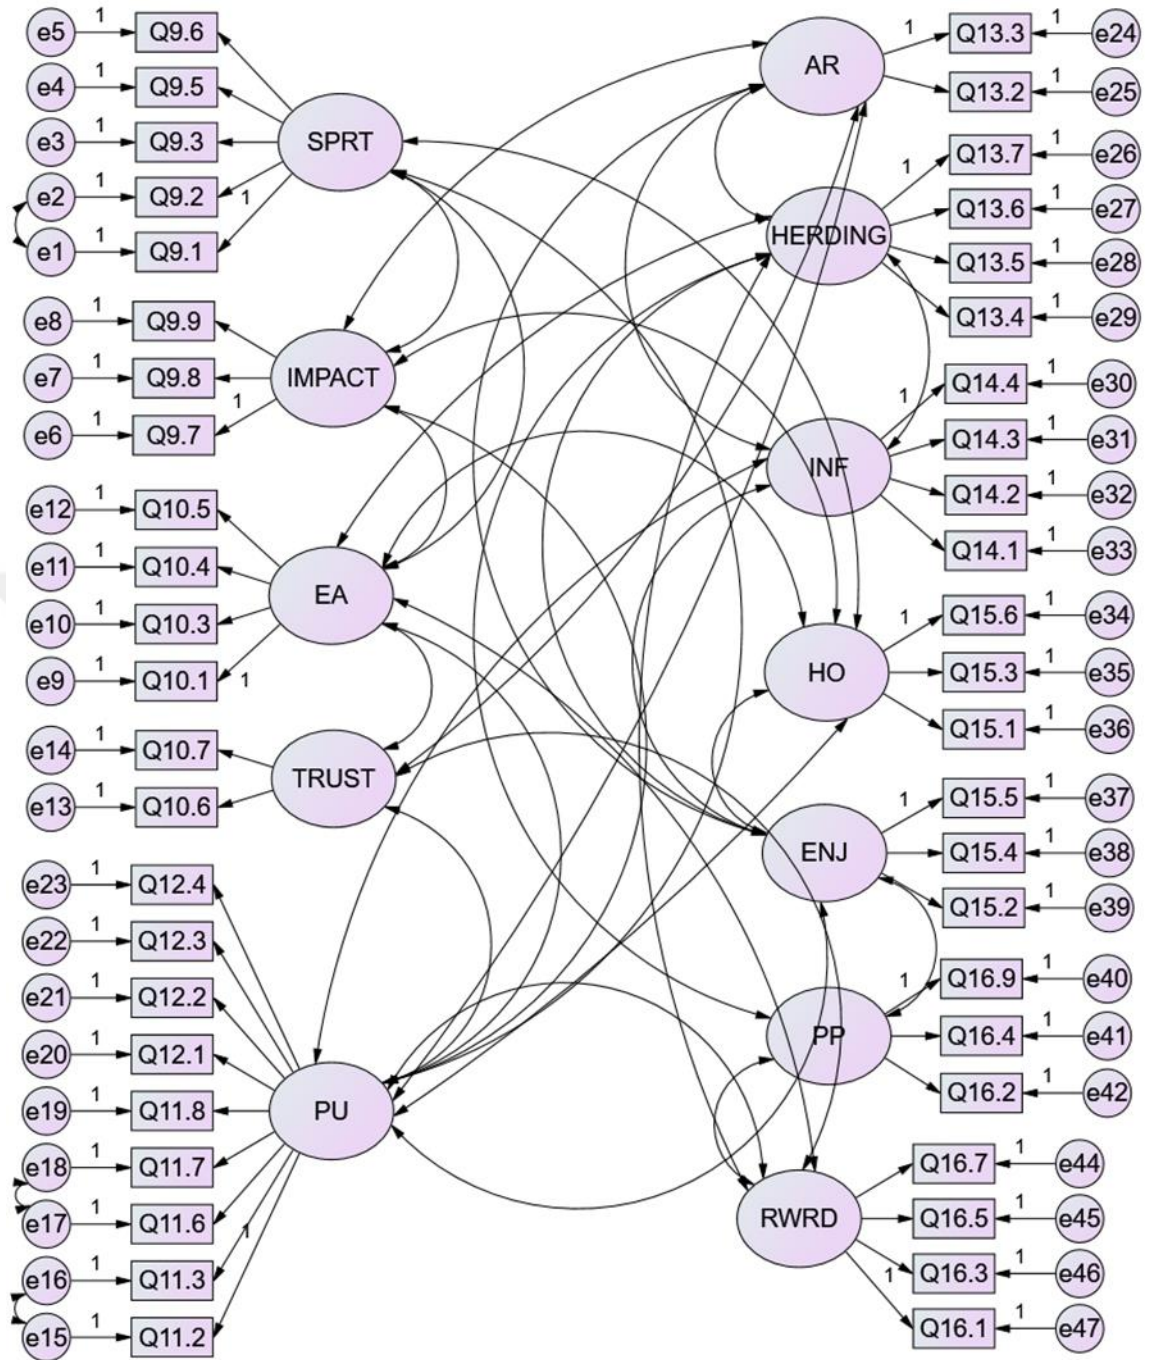 e5 1 Q9.6
e4 1 Q9.5
e3 1 Q9.3
e2 1 Q9.2
e1 1 Q9.1
1
SPRT
e8 1 Q9.9
e7 1 Q9.8
e6 1 Q9.7
1
IMPACT
e12 1 Q10.5
e11 1 Q10.4
e10 1 Q10.3
e9 1 Q10.1
1
EA
e14 1 Q10.7
e13 1 Q10.6
TRUST
e23 1 Q12.4
e22 1 Q12.3
e21 1 Q12.2
e20 1 Q12.1
e19 1 Q11.8
e18 1 Q11.7
e17 1 Q11.6
e16 1 Q11.3
e15 1 Q11.2
1
PU
AR
1
Q13.3 1 e24
Q13.2 1 e25
HERDING
1
Q13.7 1 e26
Q13.6 1 e27
Q13.5 1 e28
Q13.4 1 e29
INF
1
Q14.4 1 e30
Q14.3 1 e31
Q14.2 1 e32
Q14.1 1 e33
HO
1
Q15.6 1 e34
Q15.3 1 e35
Q15.1 1 e36
ENJ
1
Q15.5 1 e37
Q15.4 1 e38
Q15.2 1 e39
PP
1
Q16.9 1 e40
Q16.4 1 e41
Q16.2 1 e42
RWRD
Q16.7 1 e44
Q16.5 1 e45
Q16.3 1 e46
1
Q16.1 1 e47